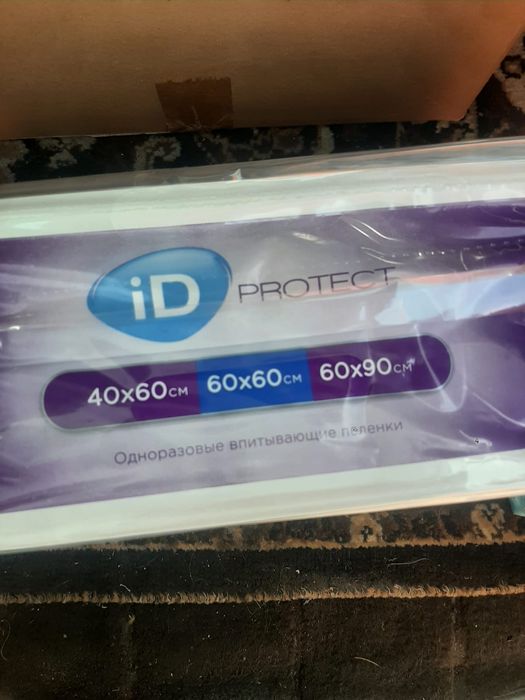 iD PROTECT
40x60см 60x60см 60x90см
Одноразовые впитывающие пеленки